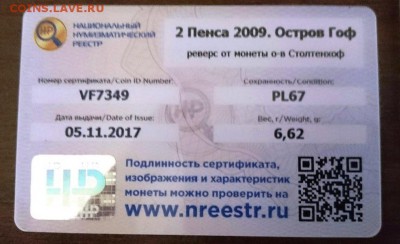 COINS.LAVE.RU
НАЦИОНАЛЬНЫЙ
НУМИЗМАТИЧЕСКИЙ
РЕЕСТР
2 Пенса 2009. Остров Гоф
реверс от монеты о-в Столтенхоф
Номер сертификата/Coin ID Number:
VF7349
Сохранность/Condition:
PL67
Дата выдачи/Date of Issue:
05.11.2017
Вес, г/Weight, g:
6,62
НР
Подлинность сертификата,
изображения и характеристик
монеты можно проверить на
www.nreestr.ru